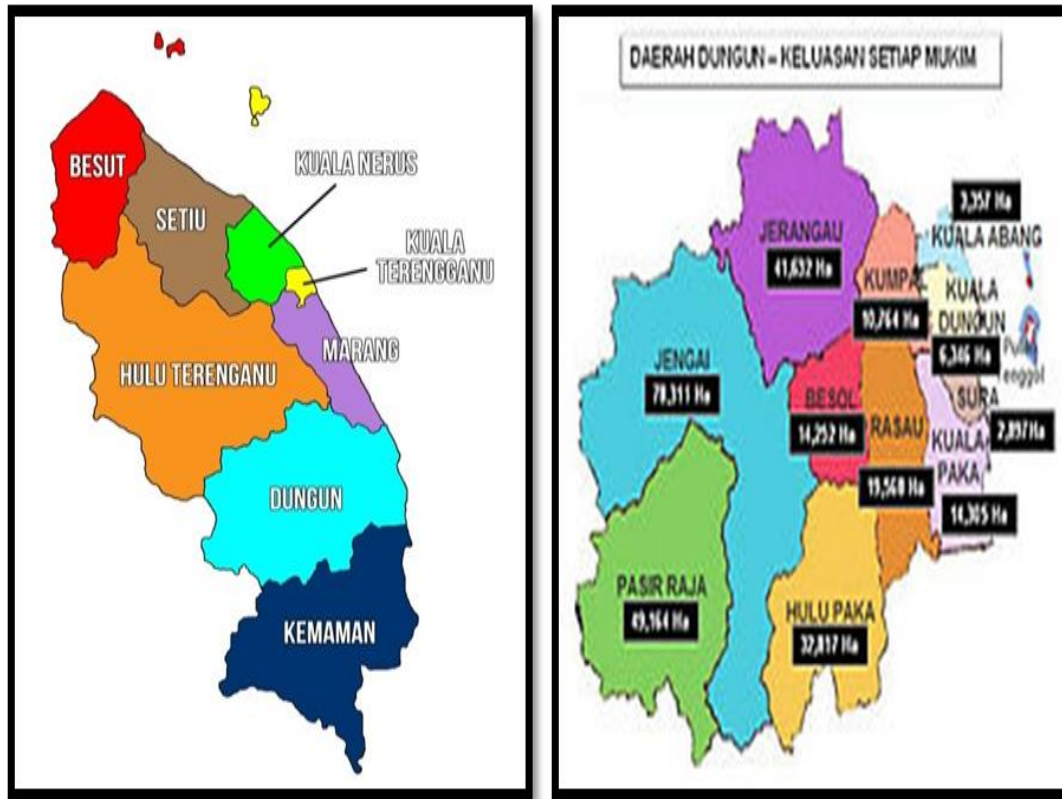 BESUT
KUALA NERUS
SETIU
KUALA
TERENGGANU
MARANG
HULU TERENGANU
DUNGUN
KEMAMAN
DAERAH DUNGUN – KELUASAN SETIAP MUKIM
3,357 Ha
KUALA ABANG
JERANGAU
41,632 Ha
KUMPAL
10,764 Ha
KUALA
DUNGUN
6,346 Ha
JENGAI
78,311 Ha
BESOL
14,252 Ha
RASAU
19,568 Ha
SURA
2,897 Ha
KUALA
PAKA
14,305 Ha
PASIR RAJA
49,164 Ha
HULU PAKA
32,817 Ha